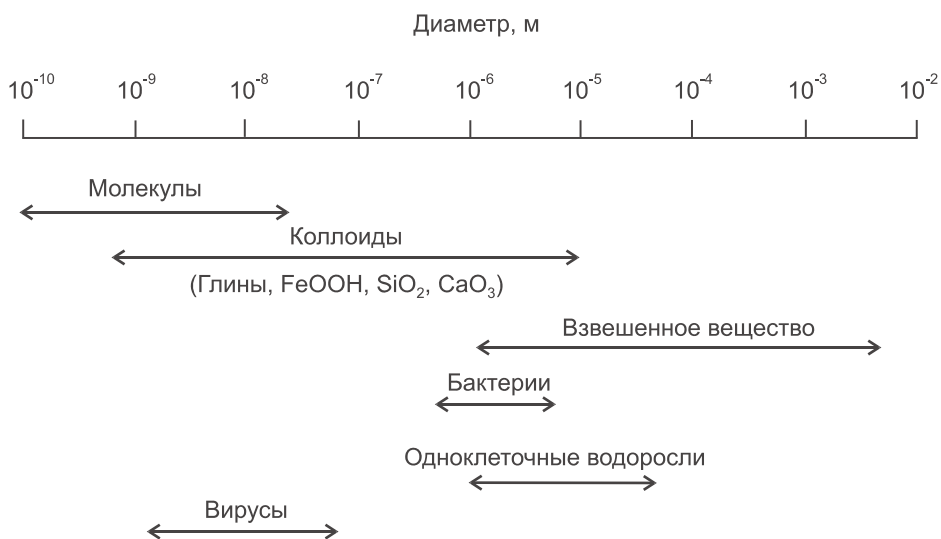 Диаметр, м
10⁻¹⁰ 10⁻⁹ 10⁻⁸ 10⁻⁷ 10⁻⁶ 10⁻⁵ 10⁻⁴ 10⁻³ 10⁻²
Молекулы
Коллоиды
(Глины, FeOOH, SiO₂, CaO₃)
Взвешенное вещество
Бактерии
Одноклеточные водоросли
Вирусы